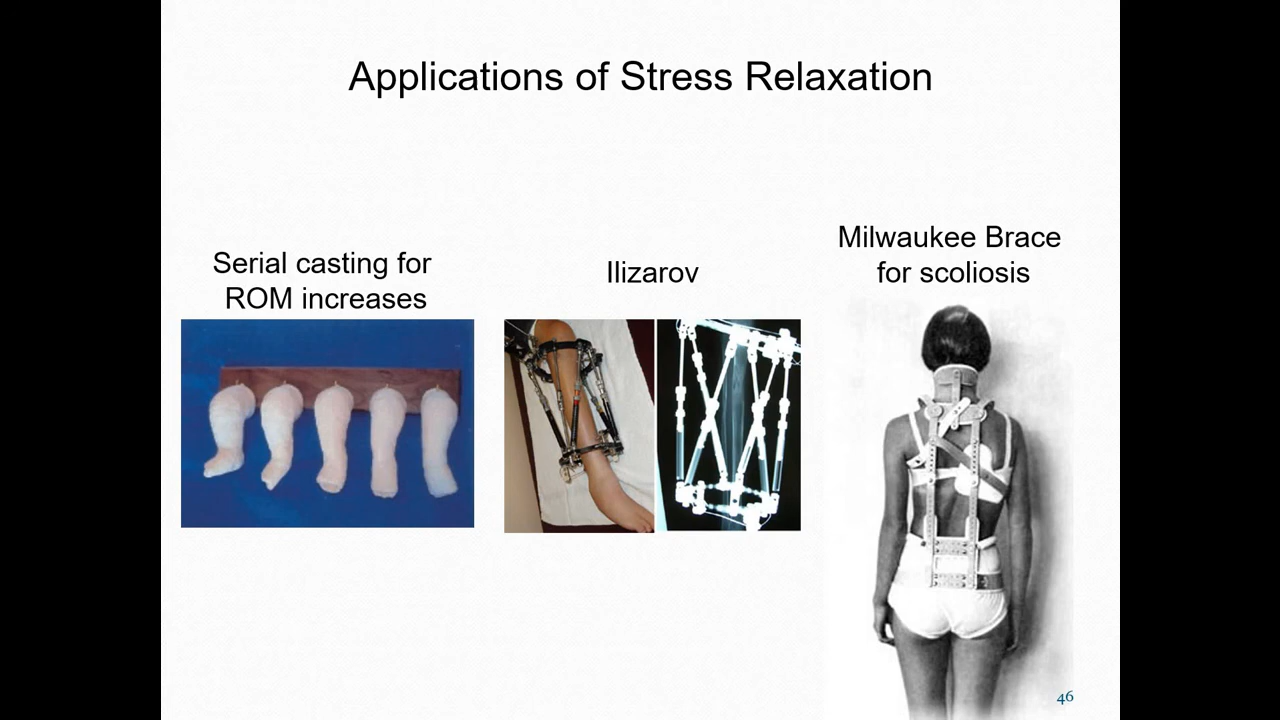 Applications of Stress Relaxation
Serial casting for
ROM increases
Ilizarov
Milwaukee Brace
for scoliosis
46